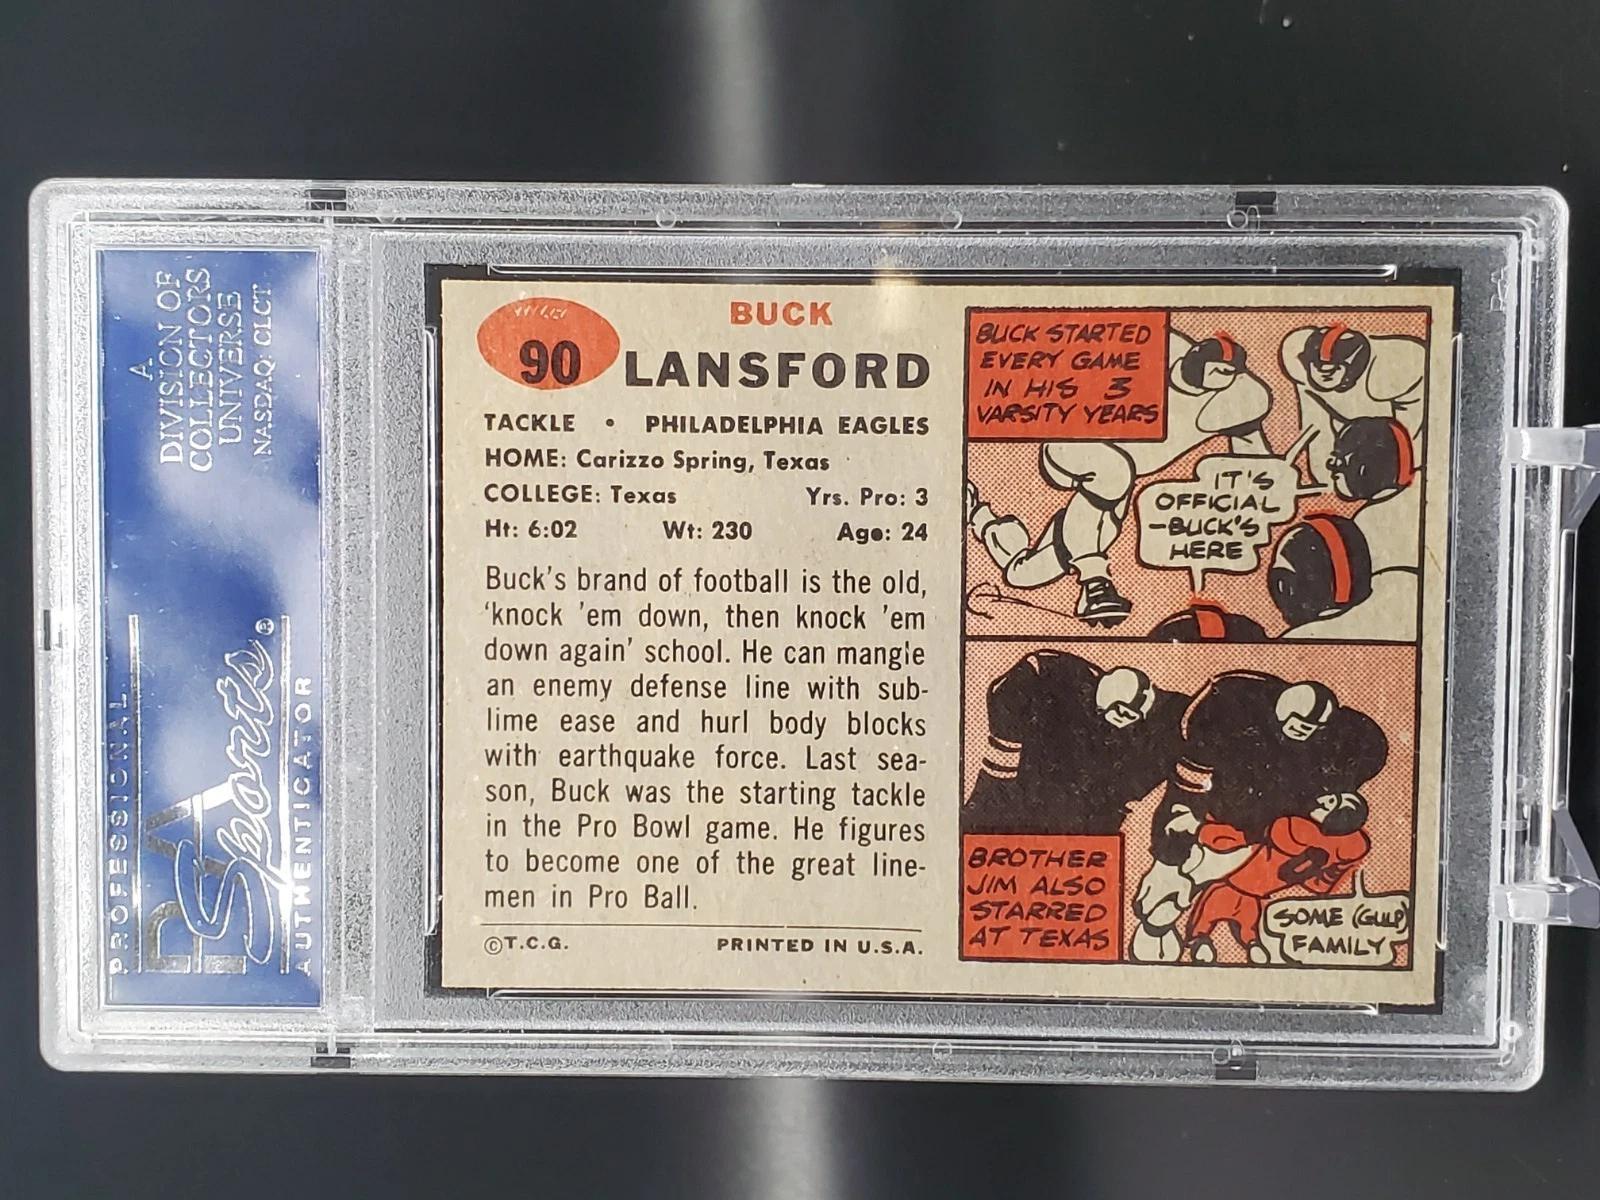 A
DIVISION OF
COLLECTORS
UNIVERSE
NASDAQ: CLCT
PROFESSIONAL
PSA
Sports®
AUTHENTICATOR
90
BUCK
LANSFORD
TACKLE • PHILADELPHIA EAGLES
HOME: Carizzo Spring, Texas
COLLEGE: Texas Yrs. Pro: 3
Ht: 6:02 Wt: 230 Age: 24
Buck's brand of football is the old,
'knock 'em down, then knock 'em
down again' school. He can mangle
an enemy defense line with sub-
lime ease and hurl body blocks
with earthquake force. Last sea-
son, Buck was the starting tackle
in the Pro Bowl game. He figures
to become one of the great line-
men in Pro Ball.
©T.C.G. PRINTED IN U.S.A.
BUCK STARTED
EVERY GAME
IN HIS 3
VARSITY YEARS
IT'S
OFFICIAL
—BUCK'S
HERE
BROTHER
JIM ALSO
STARRED
AT TEXAS
SOME (GULP)
FAMILY